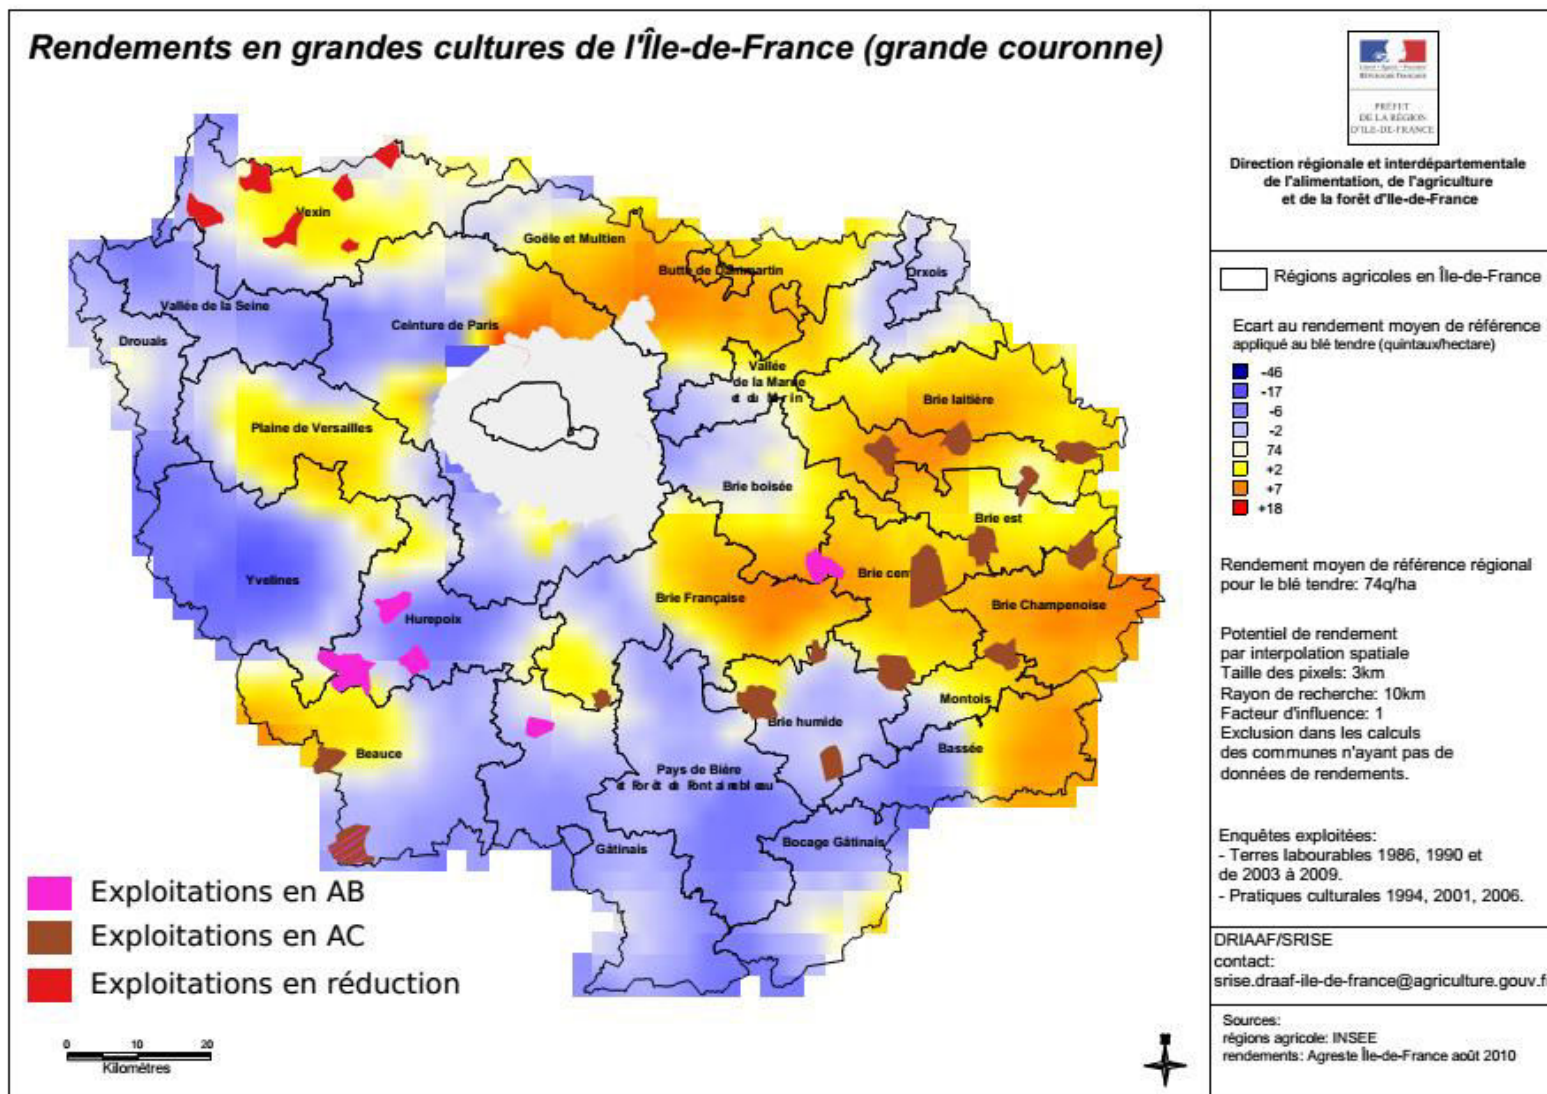 Rendements en grandes cultures de l'Île-de-France (grande couronne)
PRÉFET
DE LA RÉGION
D'ILE-DE-FRANCE
Direction régionale et interdépartementale
de l'alimentation, de l'agriculture
et de la forêt d'Ile-de-France
Régions agricoles en Île-de-France
Ecart au rendement moyen de référence
appliqué au blé tendre (quintaux/hectare)
-46
-17
-6
-2
74
+2
+7
+18
Rendement moyen de référence régional
pour le blé tendre: 74q/ha
Potentiel de rendement
par interpolation spatiale
Taille des pixels: 3km
Rayon de recherche: 10km
Facteur d'influence: 1
Exclusion dans les calculs
des communes n'ayant pas de
données de rendements.
Enquêtes exploitées:
- Terres labourables 1986, 1990 et
de 2003 à 2009.
- Pratiques culturales 1994, 2001, 2006.
DRIAAF/SRISE
contact:
srise.draaf-ile-de-france@agriculture.gouv.f
Sources:
régions agricole: INSEE
rendements: Agreste Île-de-France août 2010
Vexin
Goële et Multien
Butte de Dammartin
Orxois
Vallée de la Seine
Ceinture de Paris
Drouais
Vallée
de la Marne
et du Morin
Brie laitière
Plaine de Versailles
Brie boisée
Brie est
Yvelines
Brie cen
Brie Française
Brie Champenoise
Hurepoix
Montois
Brie humide
Bassée
Beauce
Pays de Bière
et Forêt de Fontainebleau
Bocage Gâtinais
Gâtinais
Exploitations en AB
Exploitations en AC
Exploitations en réduction
0 10 20
Kilomètres